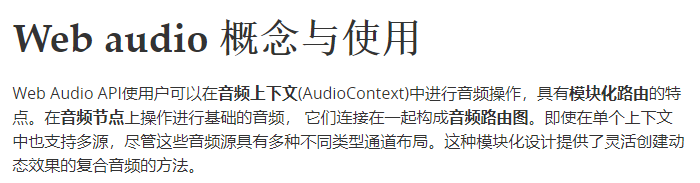 Web audio 概念与使用
Web Audio API使用户可以在音频上下文(AudioContext)中进行音频操作，具有模块化路由的特
点。在音频节点上操作进行基础的音频， 它们连接在一起构成音频路由图。即使在单个上下文
中也支持多源，尽管这些音频源具有多种不同类型通道布局。这种模块化设计提供了灵活创建动
态效果的复合音频的方法。